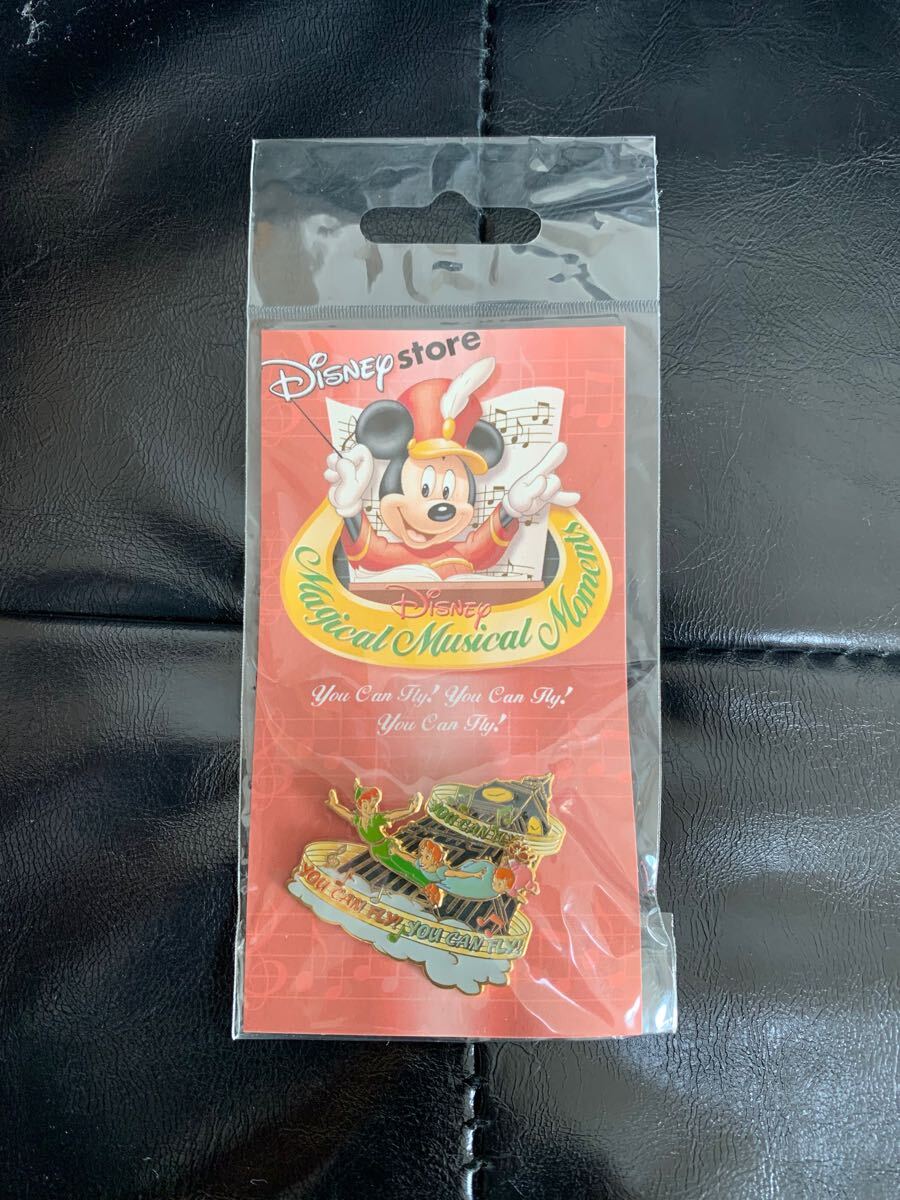 Disney store
Disney
Magical Musical Moments
You Can Fly! You Can Fly!
You Can Fly!
YOU CAN FLY!
YOU CAN FLY! YOU CAN FLY!